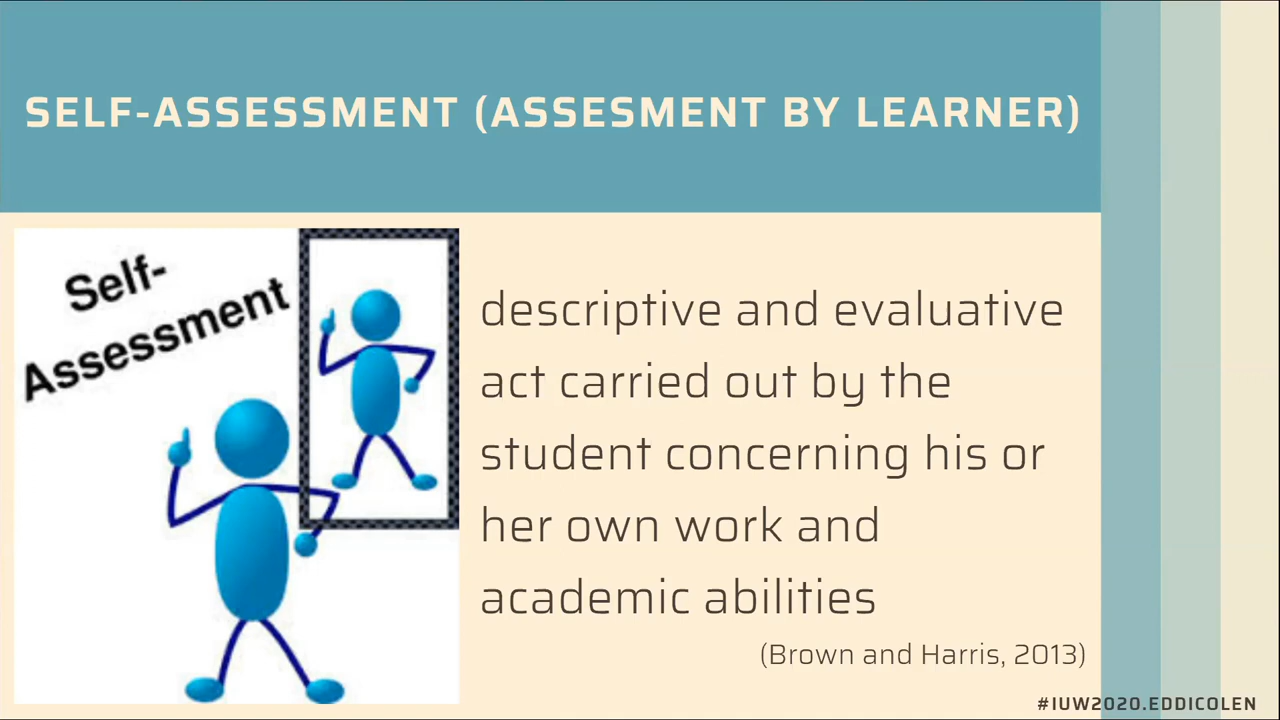 SELF-ASSESSMENT (ASSESMENT BY LEARNER)
Self-
Assessment
descriptive and evaluative
act carried out by the
student concerning his or
her own work and
academic abilities
(Brown and Harris, 2013)
#IUW2020.EDDICOLEN